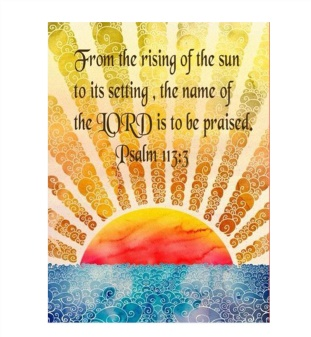 From the rising of the sun
to its setting , the name of
the LORD is to be praised.
Psalm 113:3